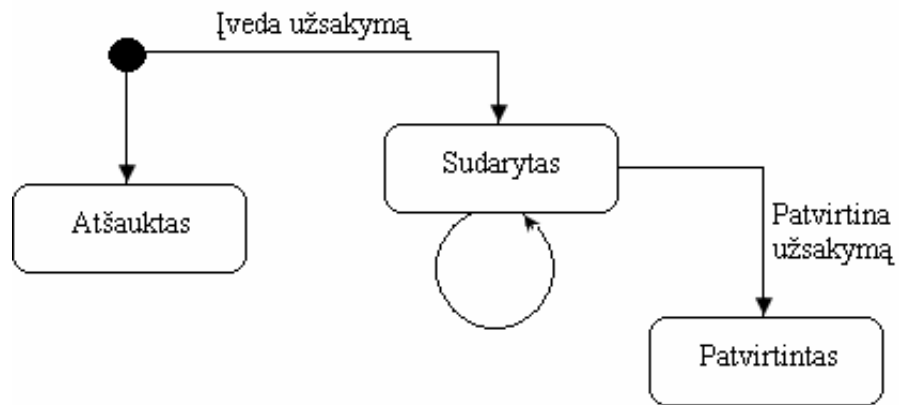 Įveda užsakymą
Sudarytas
Atšauktas
Patvirtina
užsakymą
Patvirtintas